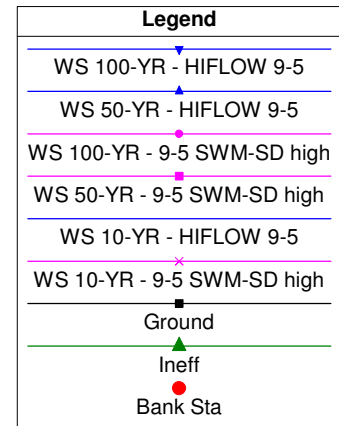 Legend
WS 100-YR - HIFLOW 9-5
WS 50-YR - HIFLOW 9-5
WS 100-YR - 9-5 SWM-SD high
WS 50-YR - 9-5 SWM-SD high
WS 10-YR - HIFLOW 9-5
WS 10-YR - 9-5 SWM-SD high
Ground
Ineff
Bank Sta